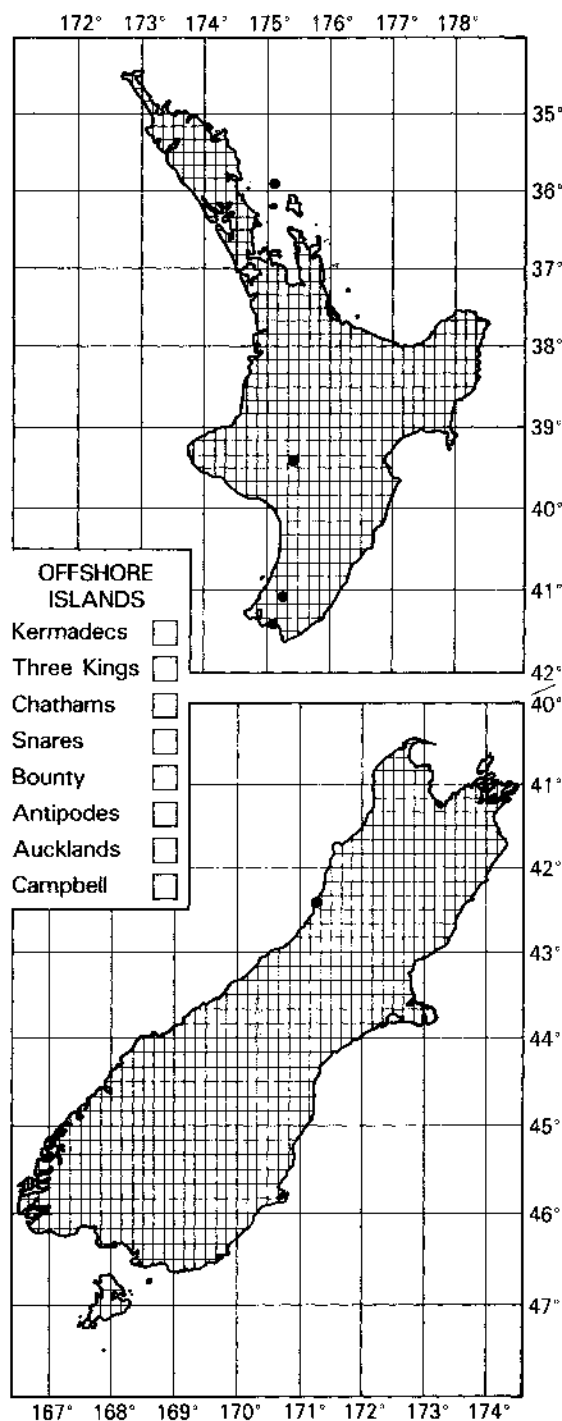 172° 173° 174° 175° 176° 177° 178°
35°
36°
37°
38°
39°
40°
41°
42°
OFFSHORE
ISLANDS
Kermadecs
Three Kings
Chathams
Snares
Bounty
Antipodes
Aucklands
Campbell
40°
41°
42°
43°
44°
45°
46°
47°
167° 168° 169° 170° 171° 172° 173° 174°